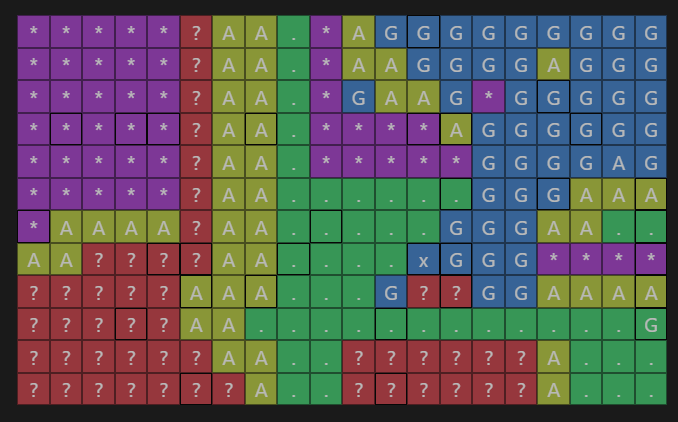 * * * * * ? A A . * A G G G G G G G G G
* * * * * ? A A . * A A G G G G A G G G
* * * * * ? A A . * G A A G * G G G G G
* * * * * ? A A . * * * * A G G G G G G
* * * * * ? A A . * * * * * G G G G A G
* * * * * ? A A . . . . . . G G G A A A
* A A A A ? A A . . . . . G G G A A . .
A A ? ? ? ? A A . . . . x G G G * * * *
? ? ? ? ? A A A . . . G ? ? G G A A A A
? ? ? ? ? A A . . . . . . . . . . . . G
? ? ? ? ? ? A A . . ? ? ? ? ? ? A . . .
? ? ? ? ? ? ? A . . ? ? ? ? ? ? A . . .